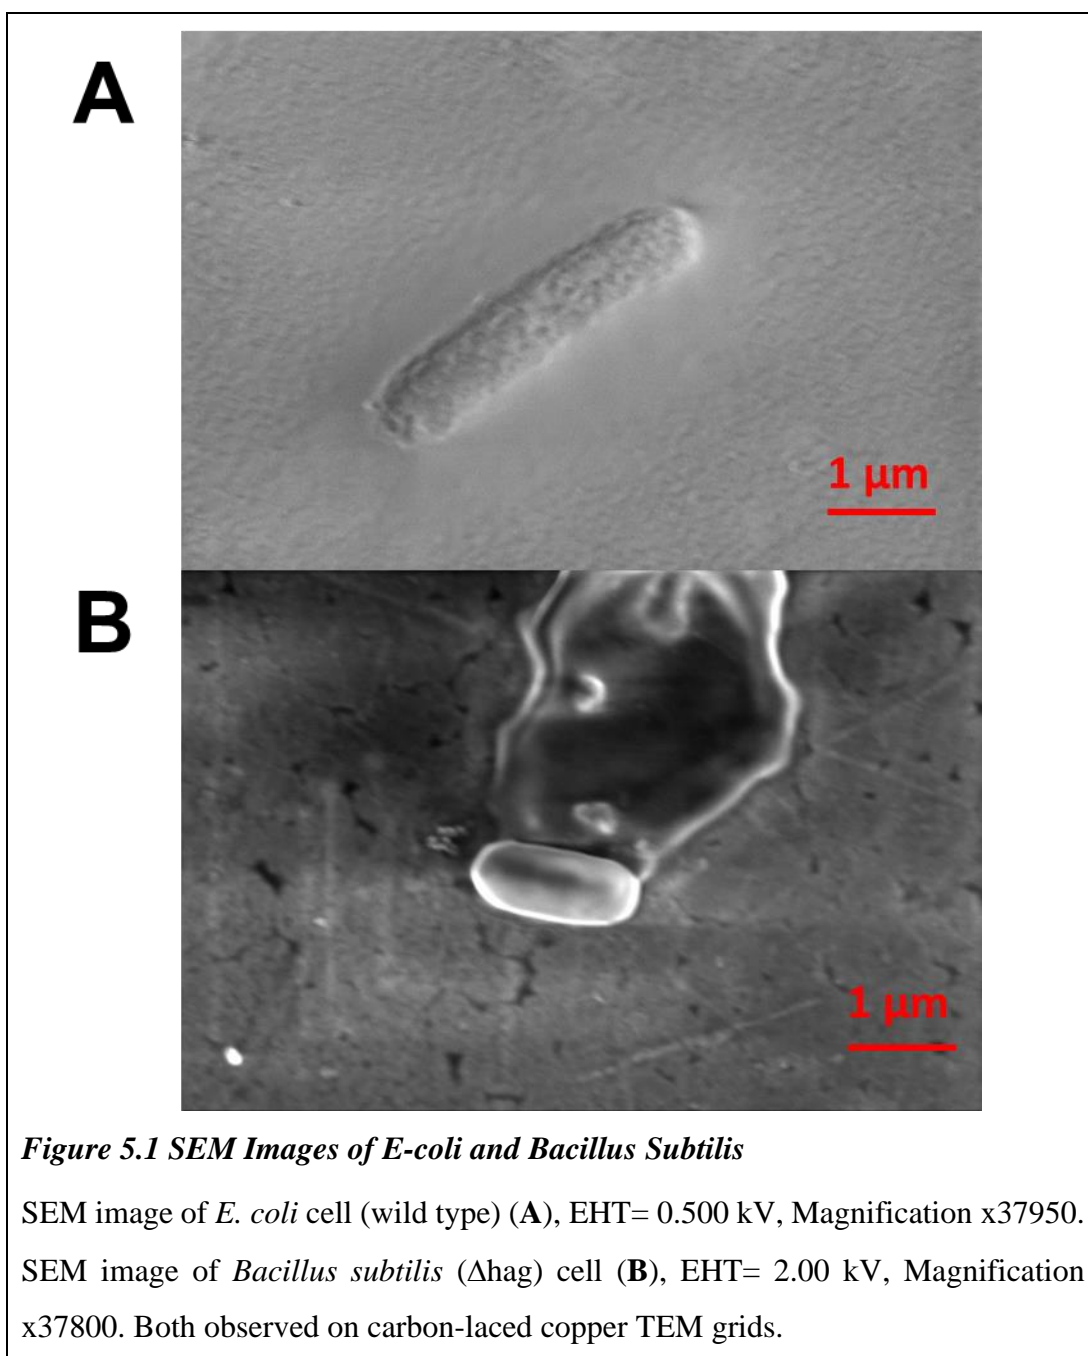 A
1 µm
B
1 µm
Figure 5.1 SEM Images of E-coli and Bacillus Subtilis
SEM image of E. coli cell (wild type) (A), EHT= 0.500 kV, Magnification x37950.
SEM image of Bacillus subtilis (Δhag) cell (B), EHT= 2.00 kV, Magnification
x37800. Both observed on carbon-laced copper TEM grids.